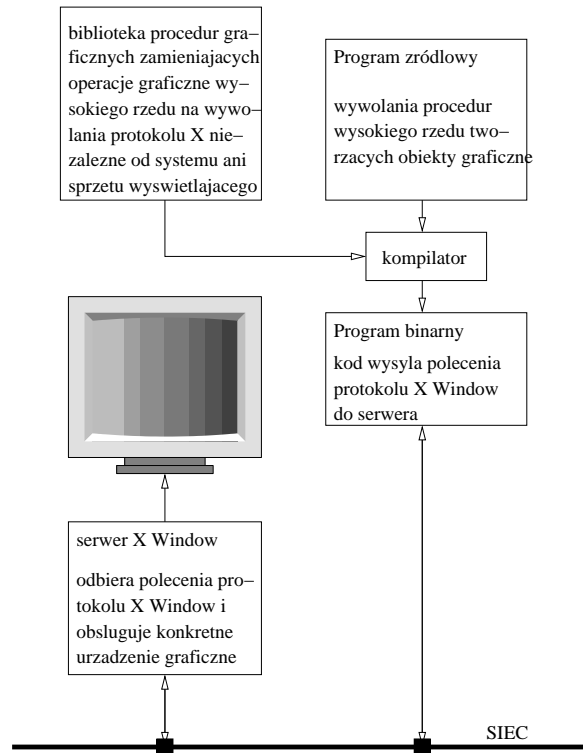 biblioteka procedur gra–
ficznych zamieniajacych
operacje graficzne wy–
sokiego rzedu na wywo–
lania protokolu X nie–
zalezne od systemu ani
sprzetu wyswietlajacego
Program zródlowy
wywolania procedur
wysokiego rzedu two–
rzacych obiekty graficzne
kompilator
Program binarny
kod wysyla polecenia
protokolu X Window
do serwera
serwer X Window
odbiera polecenia pro–
tokolu X Window i
obsluguje konkretne
urzadzenie graficzne
SIEC